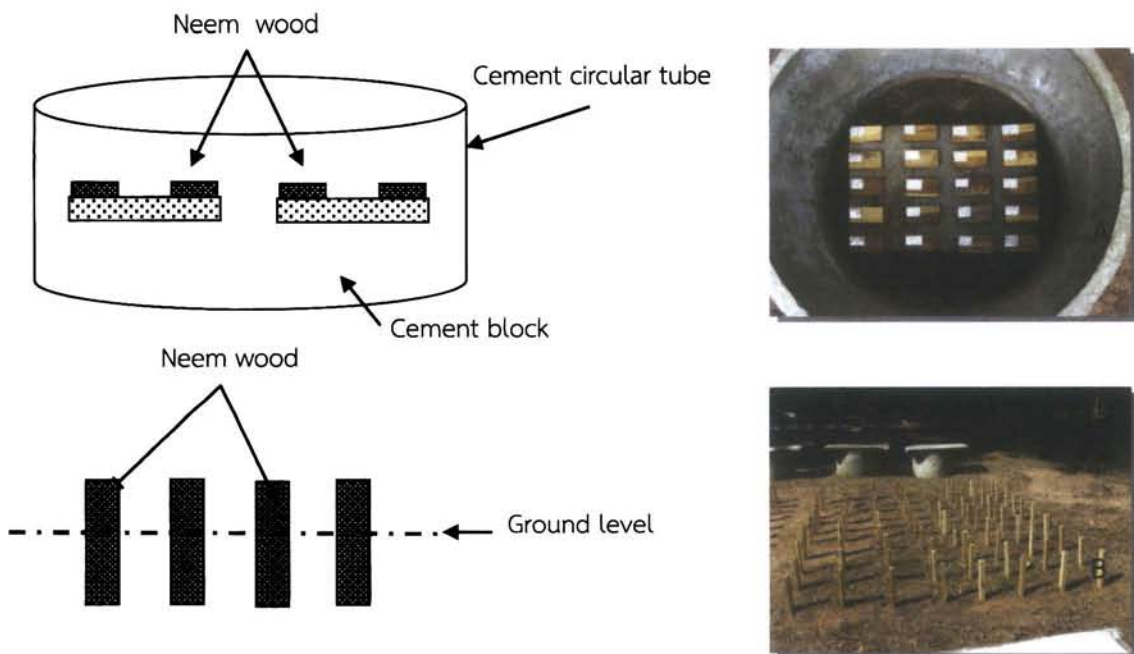 Neem wood
Cement circular tube
Cement block
Neem wood
Ground level
A
B